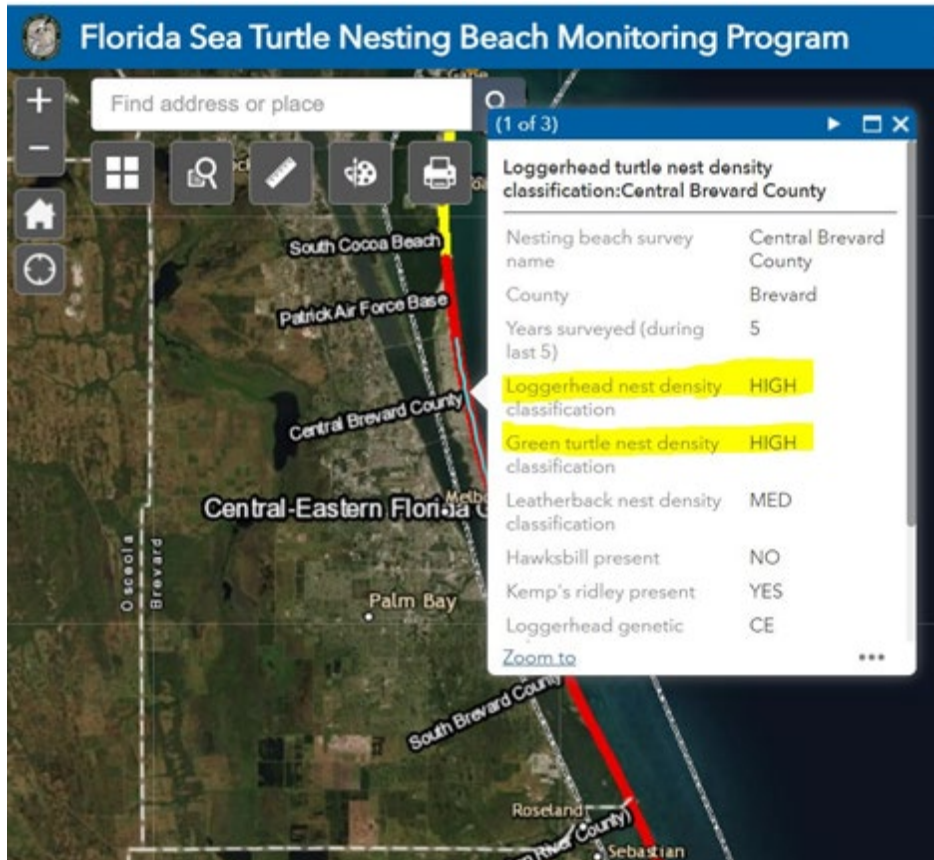 Florida Sea Turtle Nesting Beach Monitoring Program
Find address or place
(1 of 3)
Loggerhead turtle nest density
classification:Central Brevard County
Nesting beach survey
name
Central Brevard
County
County
Brevard
Years surveyed (during
last 5)
5
Loggerhead nest density
classification
HIGH
Green turtle nest density
classification
HIGH
Leatherback nest density
classification
MED
Hawksbill present
NO
Kemp's ridley present
YES
Loggerhead genetic
CE
Zoom to
South Cocoa Beach
Patrick Air Force Base
Central Brevard County
Central-Eastern Florida
Osceola
Brevard
Palm Bay
South Brevard County
Roseland
River County)
Sebastian